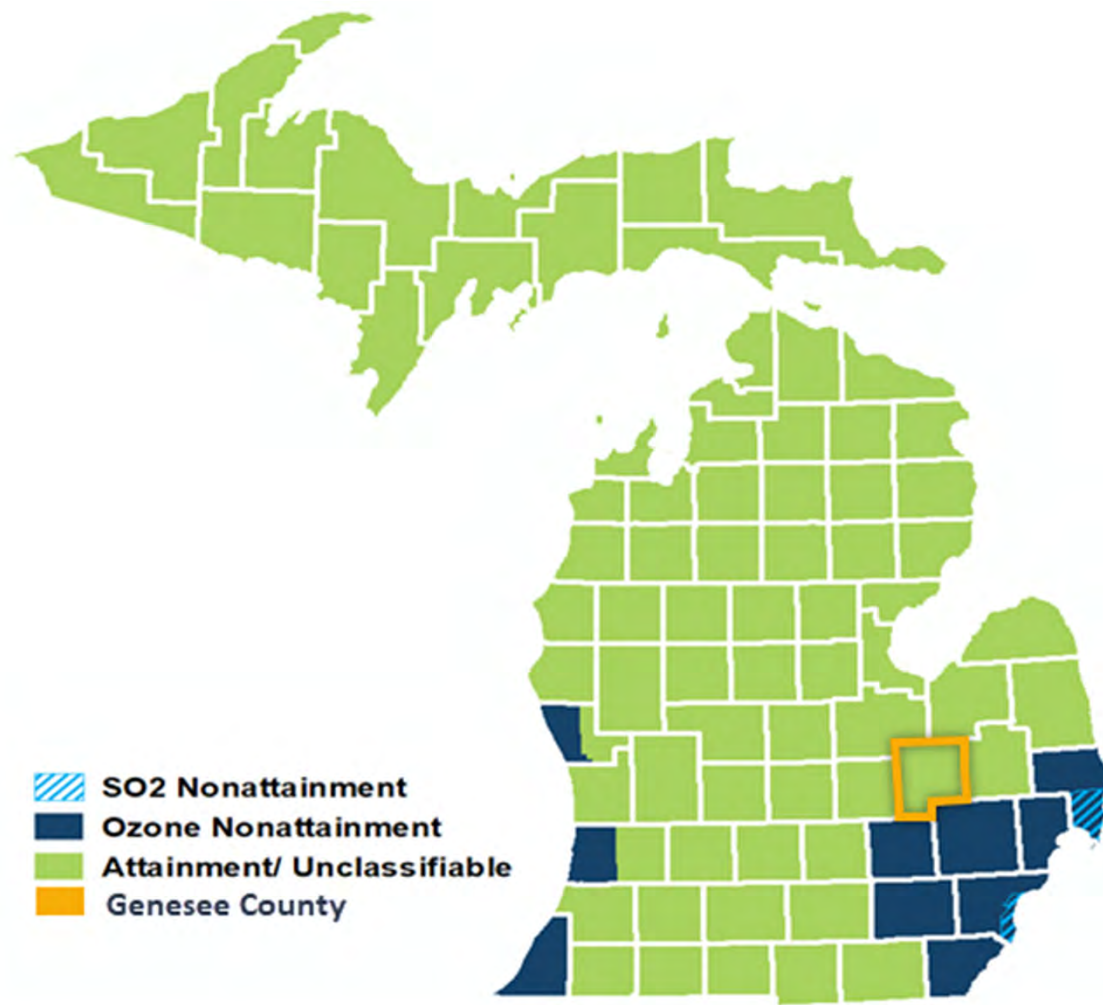 SO2 Nonattainment
Ozone Nonattainment
Attainment/ Unclassifiable
Genesee County